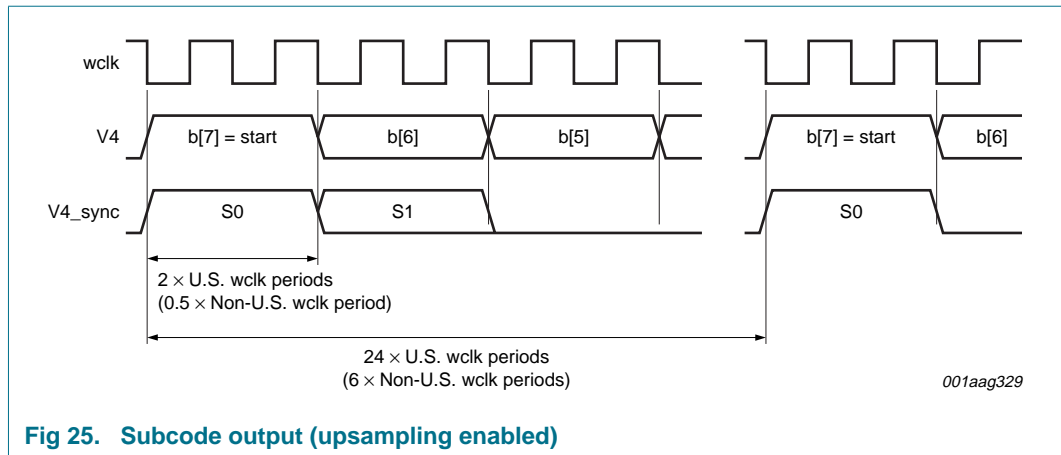 wclk
V4
b[7] = start
b[6]
b[5]
b[7] = start
b[6]
V4_sync
S0
S1
S0
2 × U.S. wclk periods
(0.5 × Non-U.S. wclk period)
24 × U.S. wclk periods
(6 × Non-U.S. wclk periods)
001aag329
Fig 25. Subcode output (upsampling enabled)